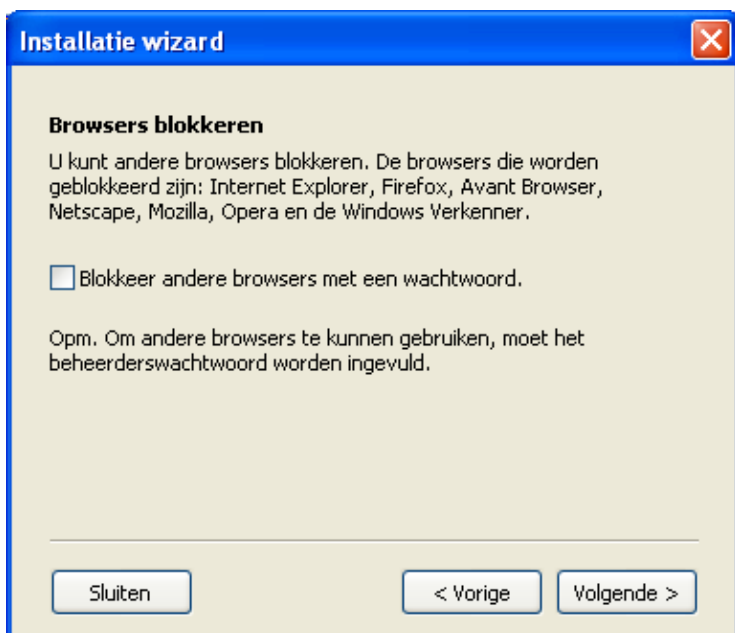 Installatie wizard
Browsers blokkeren
U kunt andere browsers blokkeren. De browsers die worden
geblokkeerd zijn: Internet Explorer, Firefox, Avant Browser,
Netscape, Mozilla, Opera en de Windows Verkenner.
Blokkeer andere browsers met een wachtwoord.
Opm. Om andere browsers te kunnen gebruiken, moet het
beheerderswachtwoord worden ingevuld.
Sluiten
< Vorige
Volgende >